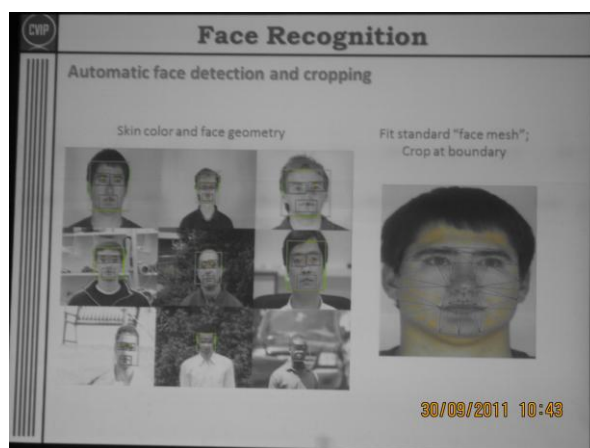 CVIP
Face Recognition
Automatic face detection and cropping
Skin color and face geometry
Fit standard "face mesh";
Crop at boundary
30/09/2011 10:43